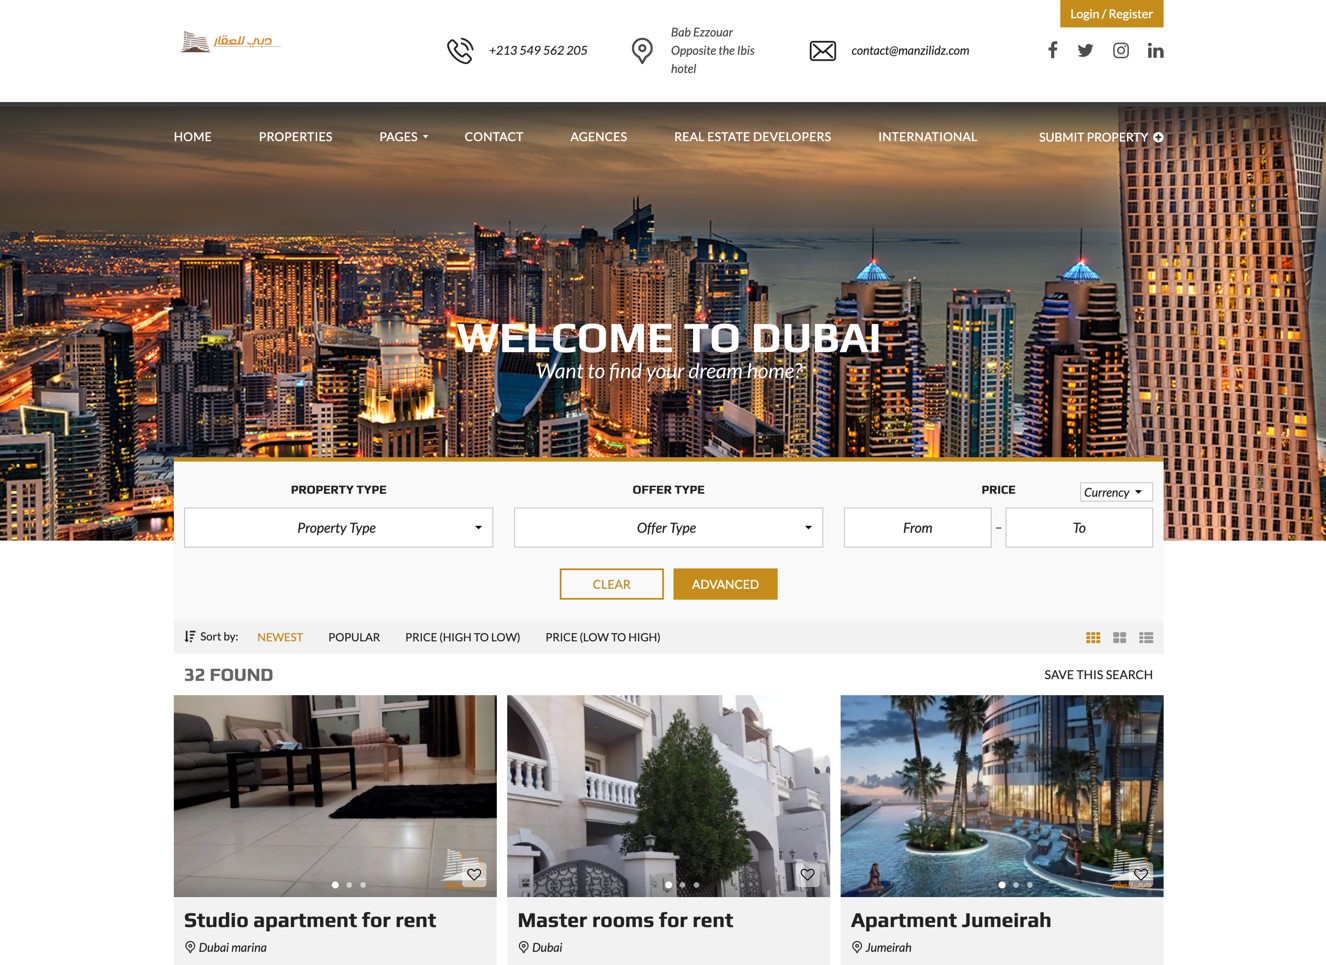 Login / Register
دبي للعقار
+213 549 562 205
Bab Ezzouar
Opposite the Ibis
hotel
contact@manzilidz.com
HOME
PROPERTIES
PAGES
CONTACT
AGENCES
REAL ESTATE DEVELOPERS
INTERNATIONAL
SUBMIT PROPERTY
WELCOME TO DUBAI
Want to find your dream home?
PROPERTY TYPE
OFFER TYPE
PRICE
Currency
Property Type
Offer Type
From
–
To
CLEAR
ADVANCED
Sort by:
NEWEST
POPULAR
PRICE (HIGH TO LOW)
PRICE (LOW TO HIGH)
32 FOUND
SAVE THIS SEARCH
Studio apartment for rent
Master rooms for rent
Apartment Jumeirah
Dubai marina
Dubai
Jumeirah